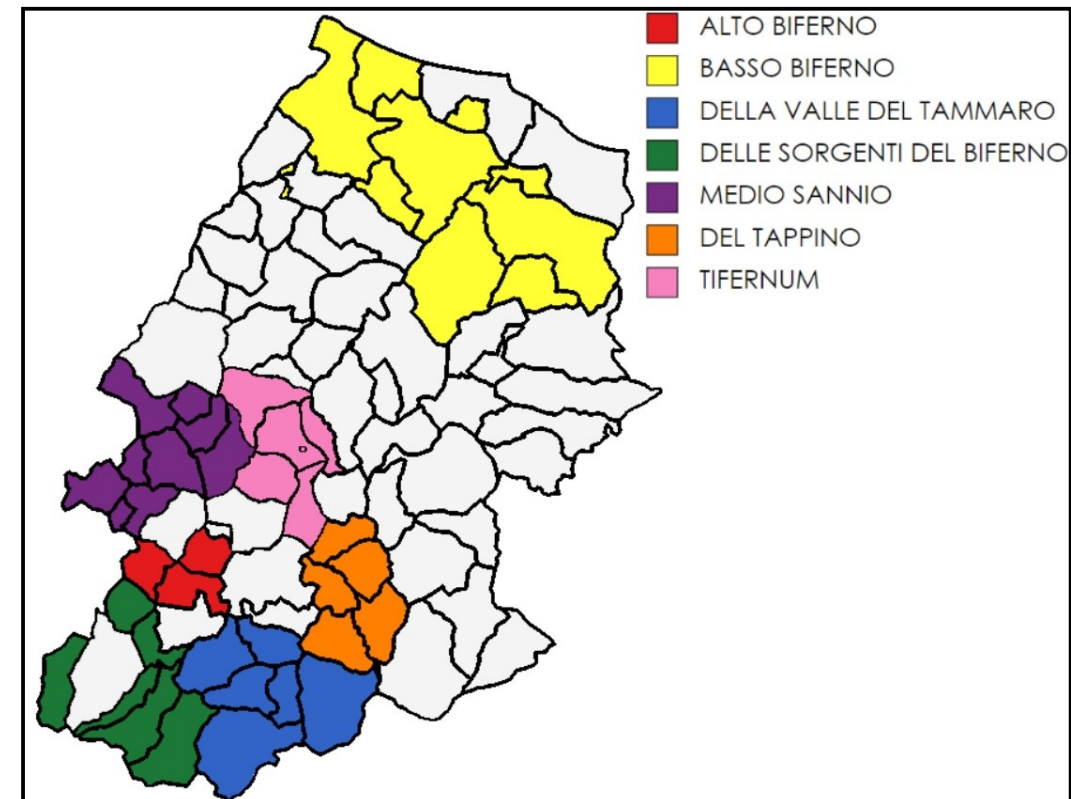 ALTO BIFERNO
BASSO BIFERNO
DELLA VALLE DEL TAMMARO
DELLE SORGENTI DEL BIFERNO
MEDIO SANNIO
DEL TAPPINO
TIFERNUM